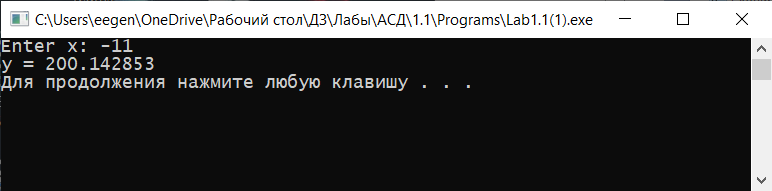 C:\Users\eegen\OneDrive\Рабочий стол\ДЗ\Лабы\АСД\1.1\Programs\Lab1.1(1).exe
Enter x: -11
y = 200.142853
Для продолжения нажмите любую клавишу . . .